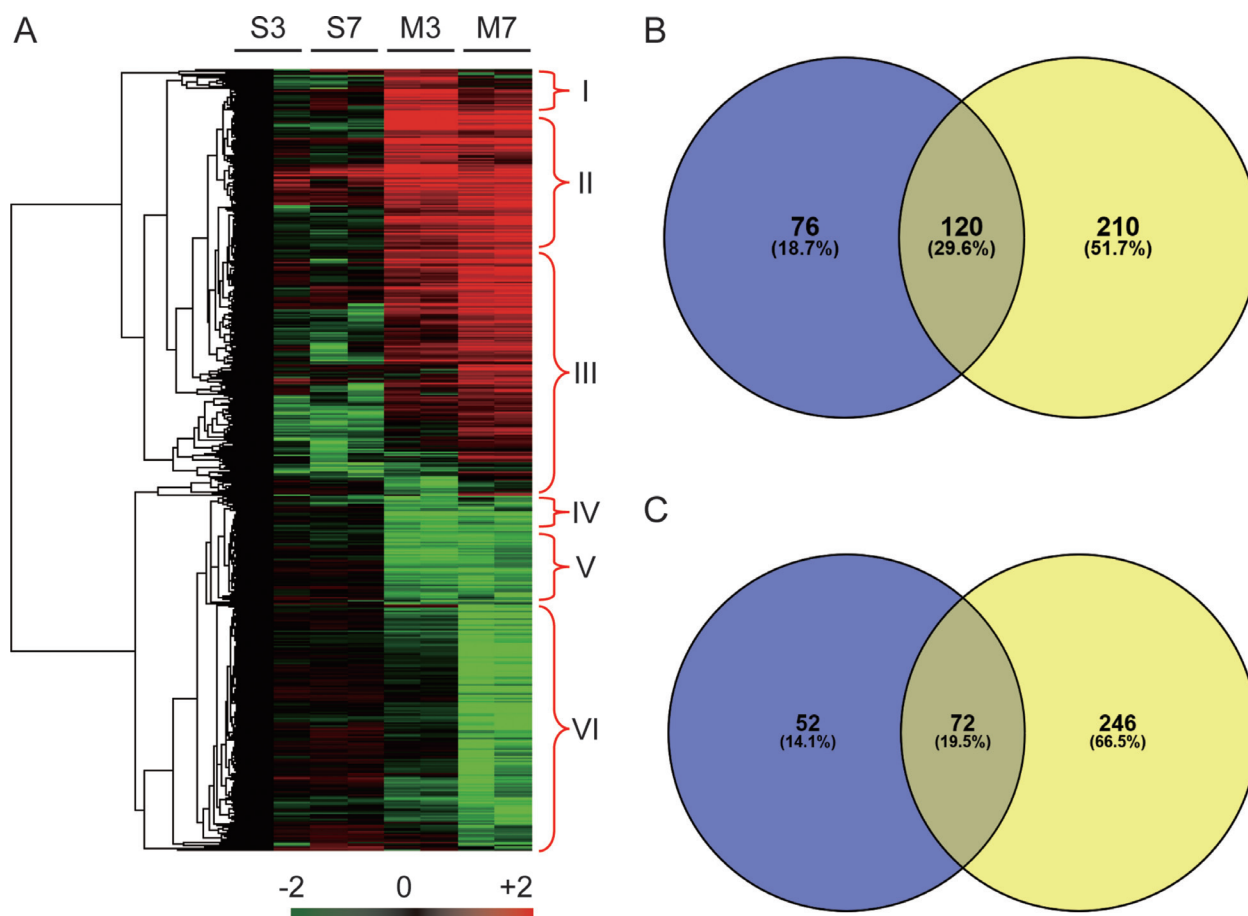 A
S3 S7 M3 M7
I
II
III
IV
V
VI
-2 0 +2
B
76 120 210
(18.7%) (29.6%) (51.7%)
C
52 72 246
(14.1%) (19.5%) (66.5%)